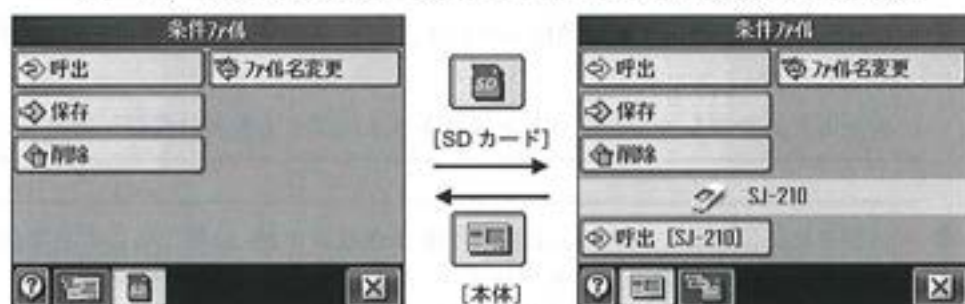 条件ファイル
呼出
ファイル名変更
保存
削除
SD
[SD カード]
[本体]
条件ファイル
呼出
ファイル名変更
保存
削除
SJ-210
呼出 [SJ-210]